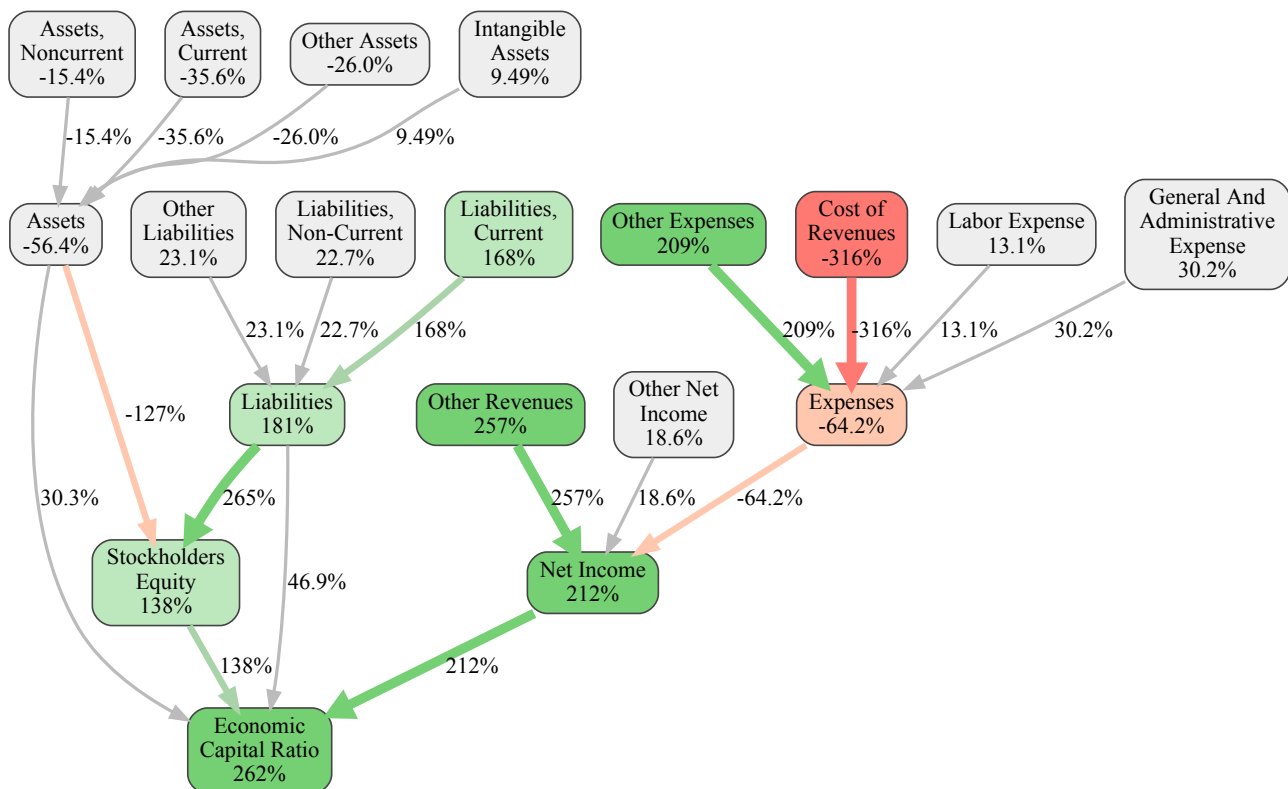 Assets,
Noncurrent
-15.4%
Assets,
Current
-35.6%
Other Assets
-26.0%
Intangible
Assets
9.49%
-15.4%
-35.6%
-26.0%
9.49%
Assets
-56.4%
Other
Liabilities
23.1%
Liabilities,
Non-Current
22.7%
Liabilities,
Current
168%
Other Expenses
209%
Cost of
Revenues
-316%
Labor Expense
13.1%
General And
Administrative
Expense
30.2%
23.1%
22.7%
168%
209%
-316%
13.1%
30.2%
-127%
Liabilities
181%
Other Revenues
257%
Other Net
Income
18.6%
Expenses
-64.2%
30.3%
265%
257%
18.6%
-64.2%
Stockholders
Equity
138%
46.9%
Net Income
212%
138%
212%
Economic
Capital Ratio
262%